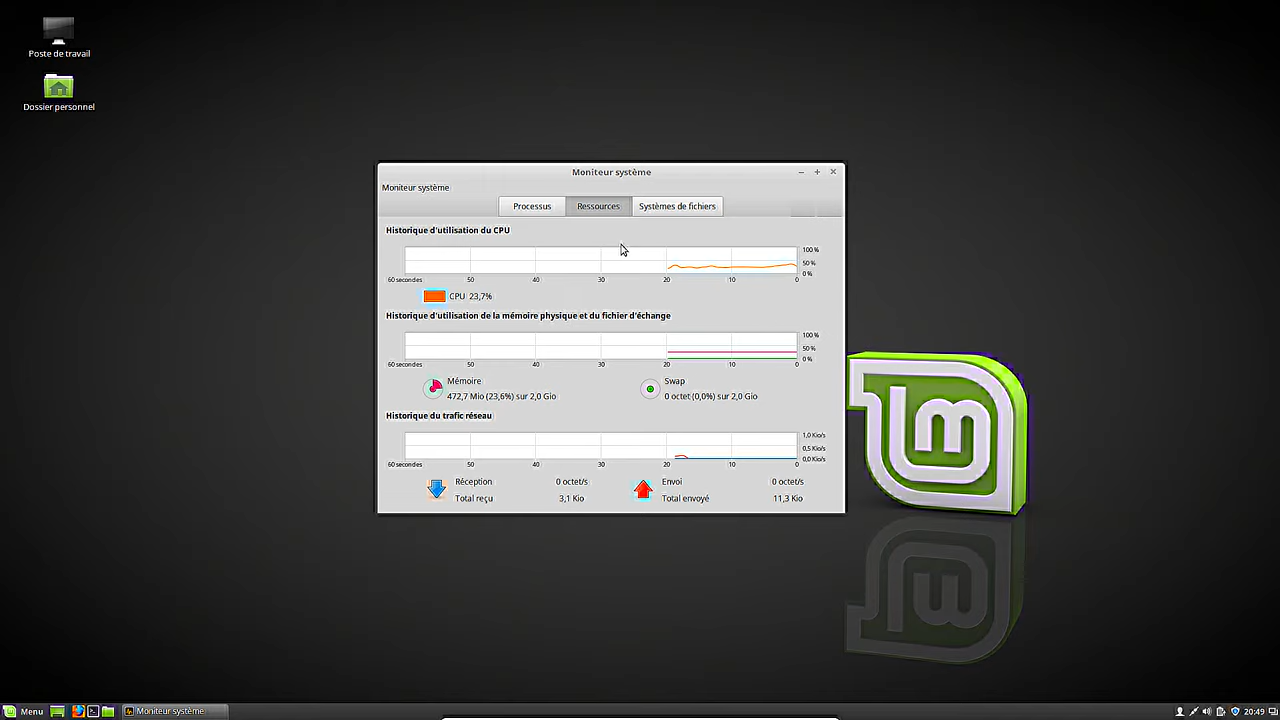 Poste de travail
Dossier personnel
Moniteur système
Moniteur système
Processus Ressources Systèmes de fichiers
Historique d'utilisation du CPU
100 %
50 %
0 %
60 secondes 50 40 30 20 10 0
CPU 23,7%
Historique d'utilisation de la mémoire physique et du fichier d'échange
100 %
50 %
0 %
60 secondes 50 40 30 20 10 0
Mémoire
472,7 Mio (23,6%) sur 2,0 Gio
Swap
0 octet (0,0%) sur 2,0 Gio
Historique du trafic réseau
1,0 Kio/s
0,5 Kio/s
0,0 Kio/s
60 secondes 50 40 30 20 10 0
Réception 0 octet/s
Total reçu 3,1 Kio
Envoi 0 octet/s
Total envoyé 11,3 Kio
Menu Moniteur système 20:49